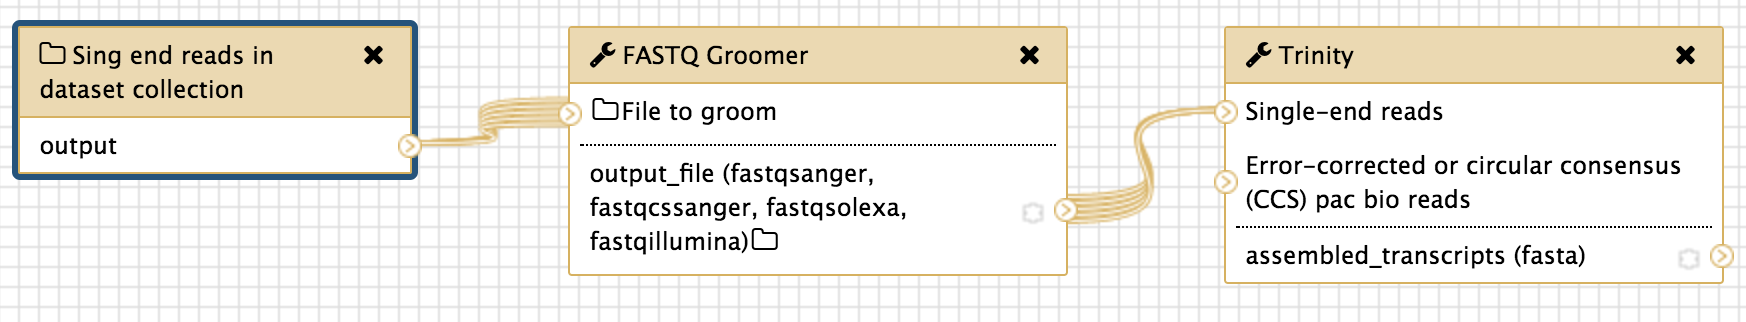 Sing end reads in
dataset collection
output
FASTQ Groomer
File to groom
output_file (fastqsanger,
fastqcssanger, fastqsolexa,
fastqillumina)
Trinity
Single-end reads
Error-corrected or circular consensus
(CCS) pac bio reads
assembled_transcripts (fasta)